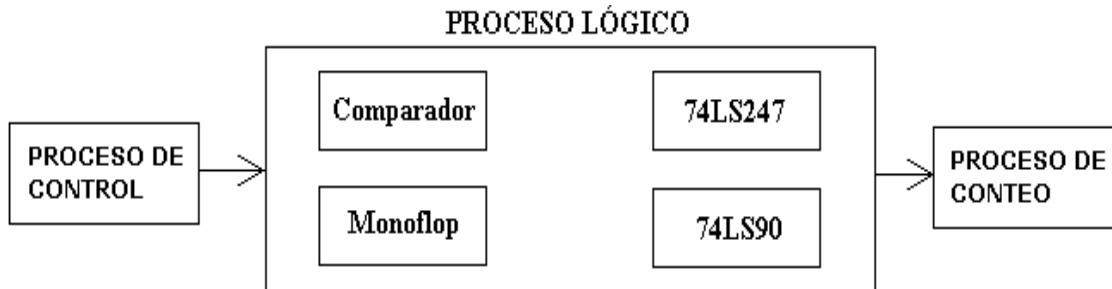 PROCESO LÓGICO
Comparador
74LS247
PROCESO DE
CONTROL
PROCESO DE
CONTEO
Monoflop
74LS90